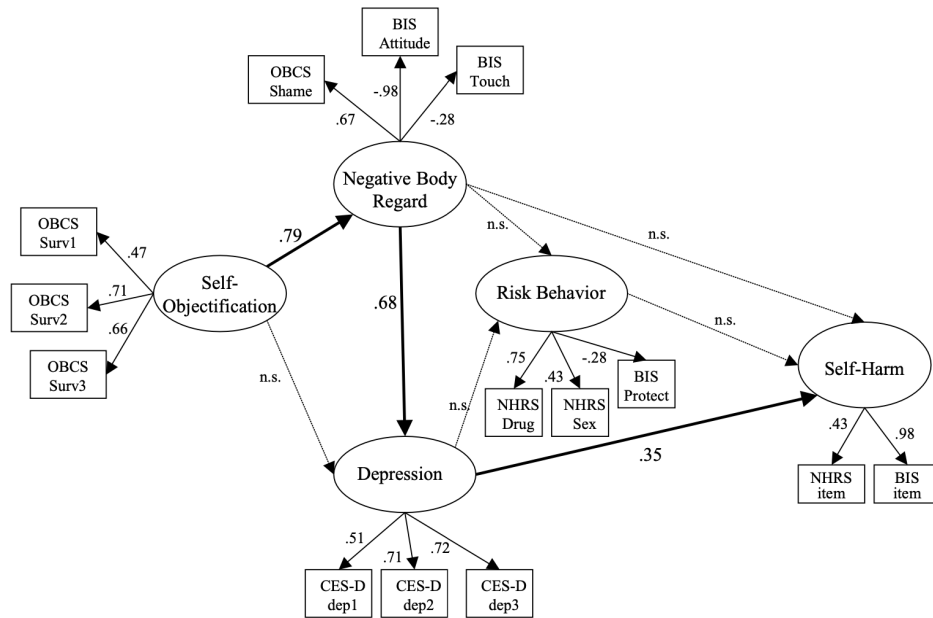 BIS
Attitude
OBCS
Shame
BIS
Touch
.67
-.98
-.28
Negative Body
Regard
OBCS
Surv1
.47
OBCS
Surv2
.71
OBCS
Surv3
.66
Self-
Objectification
.79
.68
n.s.
n.s.
n.s.
Risk Behavior
n.s.
n.s.
.75
.43
-.28
NHRS
Drug
NHRS
Sex
BIS
Protect
Self-Harm
.43
.98
NHRS
item
BIS
item
Depression
.35
.51
.71
.72
CES-D
dep1
CES-D
dep2
CES-D
dep3